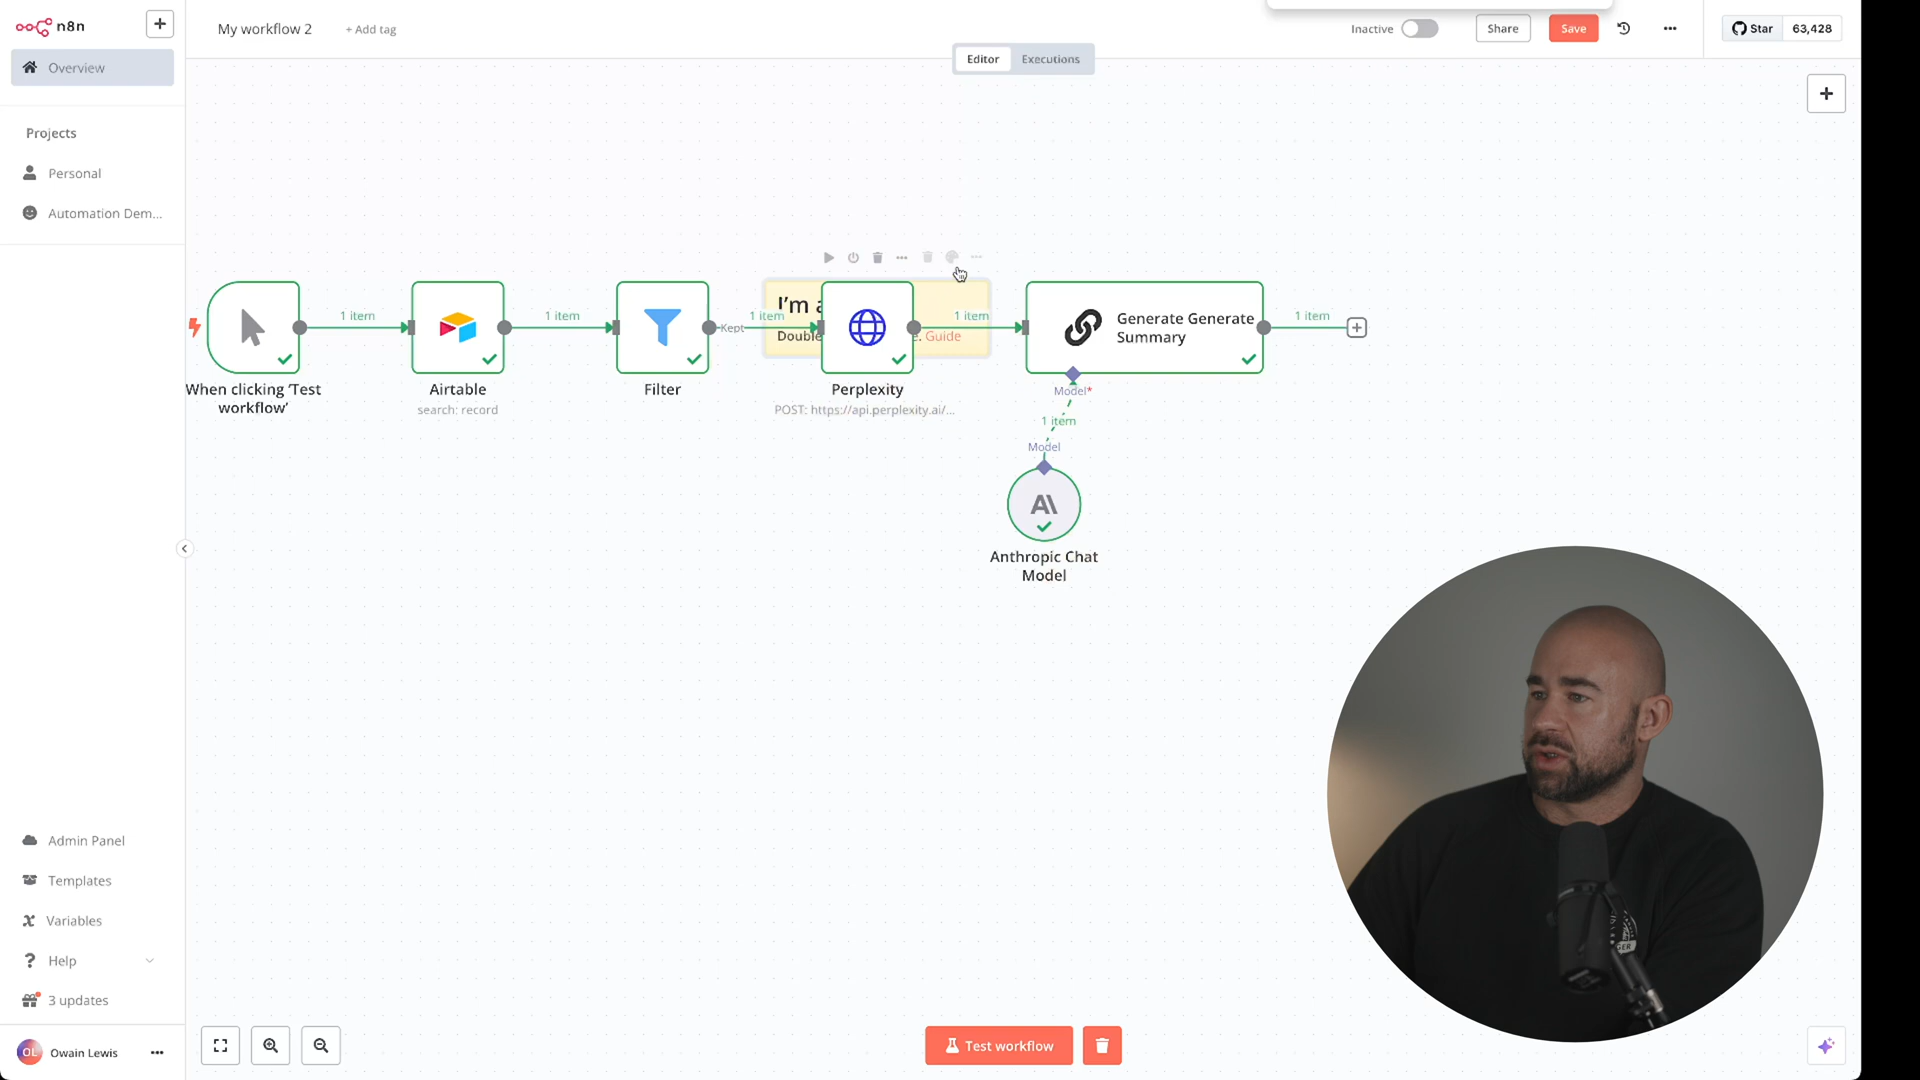 n8n
My workflow 2
+ Add tag
Inactive
Share
Save
Star
63,428
Editor
Executions
Overview
Projects
Personal
Automation Dem...
1 item
1 item
Kept
1 item
1 item
1 item
I'm a
Double
e. Guide
Generate Generate
Summary
When clicking 'Test
workflow'
Airtable
search: record
Filter
Perplexity
POST: https://api.perplexity.ai/...
Model*
1 item
Model
Anthropic Chat
Model
Admin Panel
Templates
Variables
Help
3 updates
OL
Owain Lewis
Test workflow